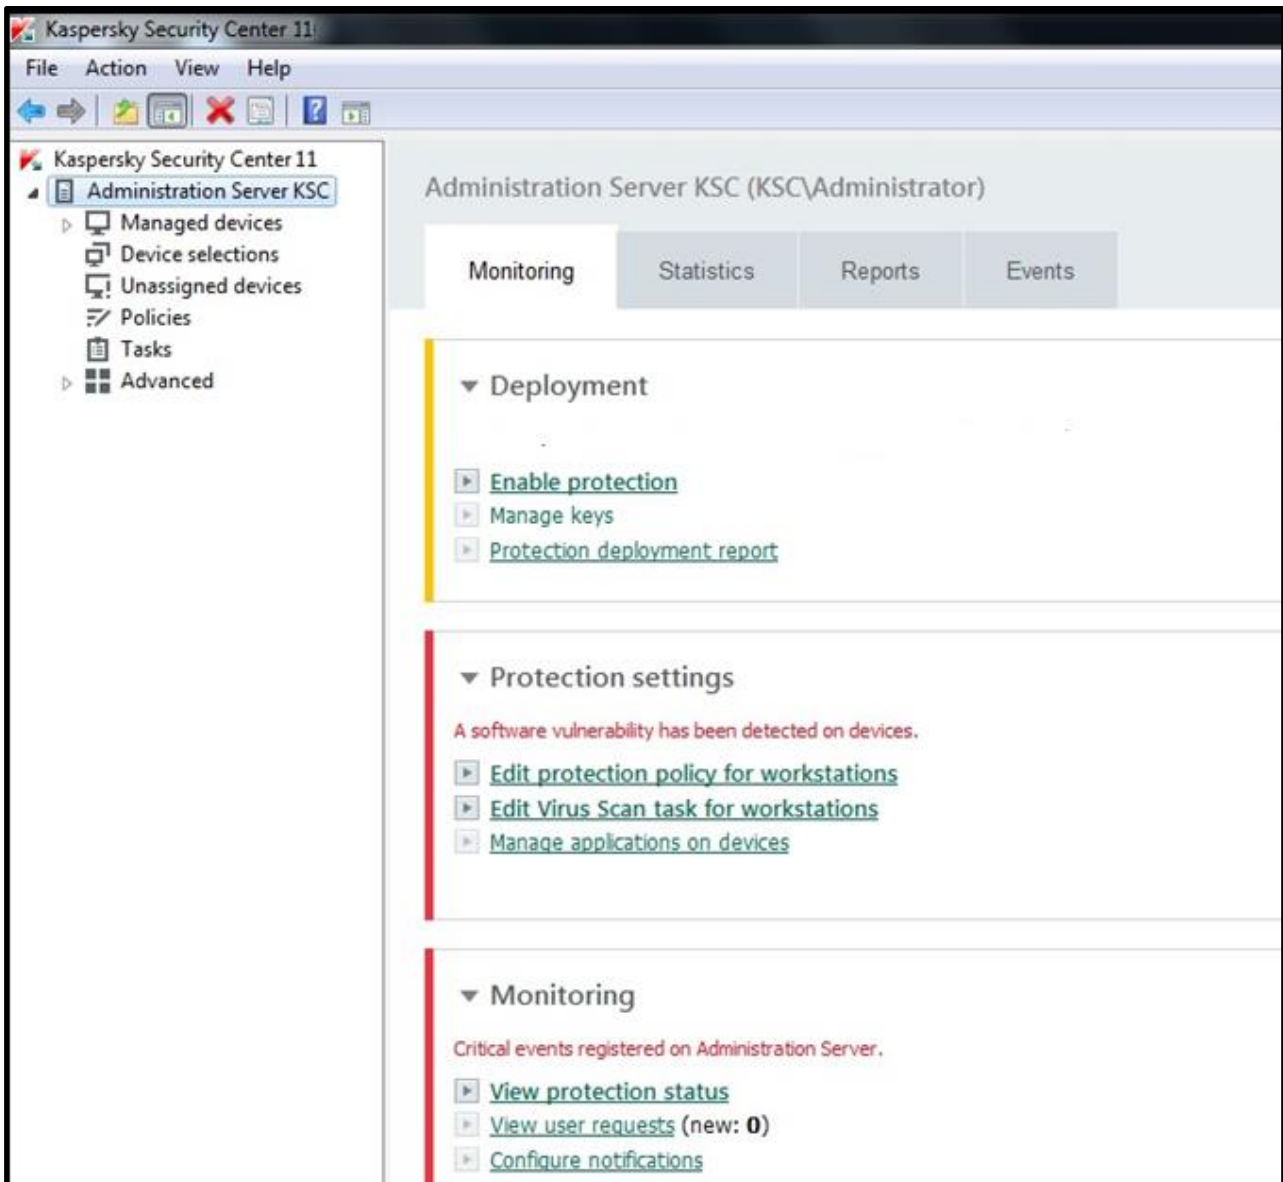 Kaspersky Security Center 11
File Action View Help
Kaspersky Security Center 11
Administration Server KSC
Managed devices
Device selections
Unassigned devices
Policies
Tasks
Advanced
Administration Server KSC (KSC\Administrator)
Monitoring Statistics Reports Events
Deployment
Enable protection
Manage keys
Protection deployment report
Protection settings
A software vulnerability has been detected on devices.
Edit protection policy for workstations
Edit Virus Scan task for workstations
Manage applications on devices
Monitoring
Critical events registered on Administration Server.
View protection status
View user requests (new: 0)
Configure notifications